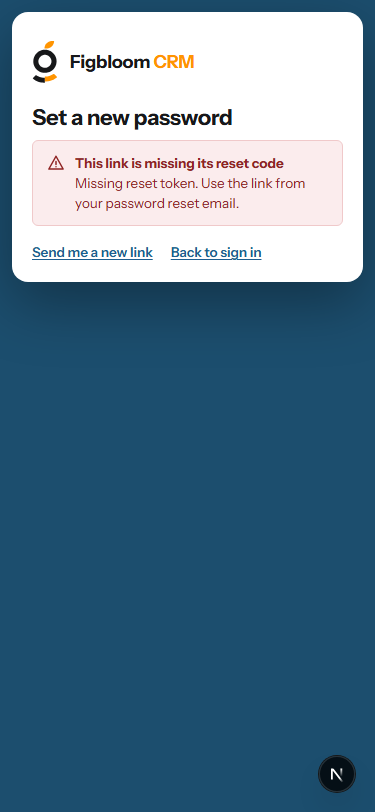 Figbloom CRM
Set a new password
This link is missing its reset code
Missing reset token. Use the link from
your password reset email.
Send me a new link Back to sign in
N